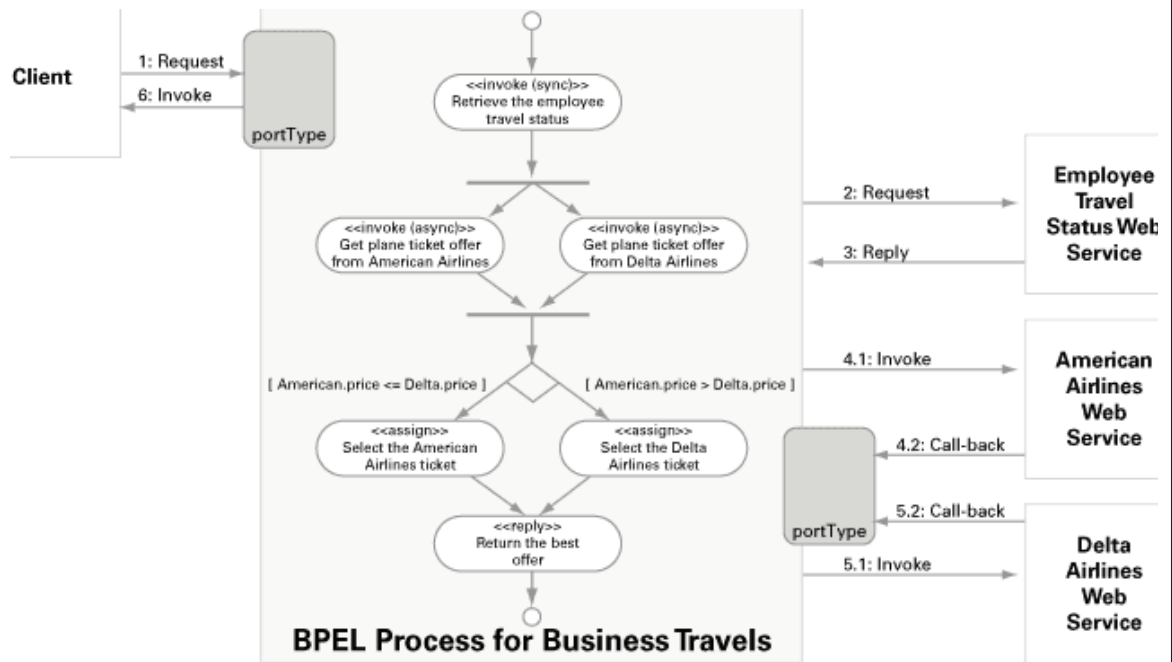 Client
1: Request
6: Invoke
portType
<<invoke (sync)>>
Retrieve the employee
travel status
<<invoke (async)>>
Get plane ticket offer
from American Airlines
<<invoke (async)>>
Get plane ticket offer
from Delta Airlines
[ American.price <= Delta.price ]
[ American.price > Delta.price ]
<<assign>>
Select the American
Airlines ticket
<<assign>>
Select the Delta
Airlines ticket
<<reply>>
Return the best
offer
BPEL Process for Business Travels
2: Request
3: Reply
Employee
Travel
Status Web
Service
4.1: Invoke
4.2: Call-back
American
Airlines
Web
Service
portType
5.2: Call-back
5.1: Invoke
Delta
Airlines
Web
Service